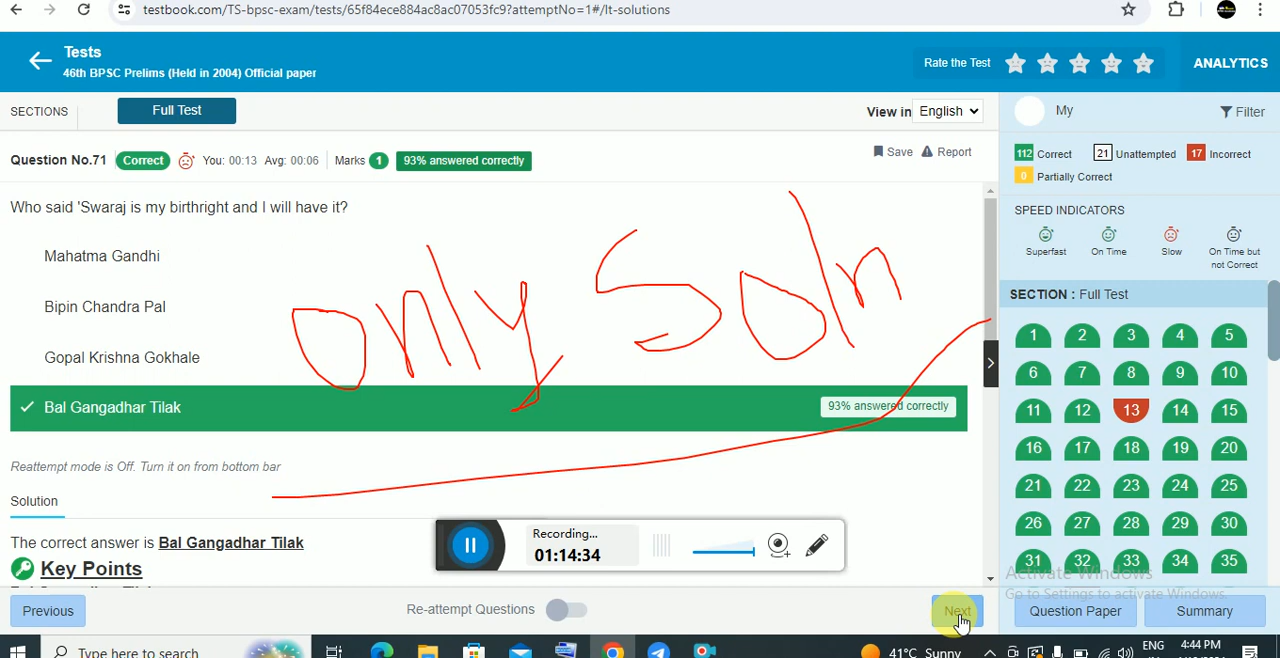 testbook.com/TS-bpsc-exam/tests/65f84ece884ac8ac07053fc9?attemptNo=1#/lt-solutions
Tests
46th BPSC Prelims (Held in 2004) Official paper
Rate the Test
ANALYTICS
SECTIONS
Full Test
View in English
My
Filter
Question No.71 Correct You: 00:13 Avg: 00:06 Marks 1 93% answered correctly
Save Report
112 Correct 21 Unattempted 17 Incorrect
0 Partially Correct
Who said 'Swaraj is my birthright and I will have it?
Mahatma Gandhi
Bipin Chandra Pal
Gopal Krishna Gokhale
Bal Gangadhar Tilak
93% answered correctly
only Soln
SPEED INDICATORS
Superfast On Time Slow On Time but
not Correct
SECTION : Full Test
1 2 3 4 5
6 7 8 9 10
11 12 13 14 15
16 17 18 19 20
21 22 23 24 25
26 27 28 29 30
31 32 33 34 35
Reattempt mode is Off. Turn it on from bottom bar
Solution
The correct answer is Bal Gangadhar Tilak
Key Points
Recording...
01:14:34
Activate Windows
Go to Settings to activate Windows.
Previous
Re-attempt Questions
Next
Question Paper
Summary
Type here to search
41°C Sunny
ENG
4:44 PM